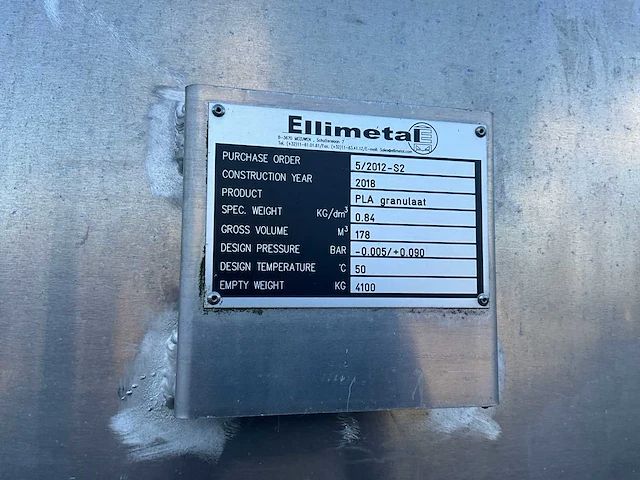 Ellimetal
PURCHASE ORDER 5/2012-S2
CONSTRUCTION YEAR 2018
PRODUCT PLA granulaat
SPEC. WEIGHT KG/dm³ 0.84
GROSS VOLUME M³ 178
DESIGN PRESSURE BAR -0.005/+0.090
DESIGN TEMPERATURE °C 50
EMPTY WEIGHT KG 4100